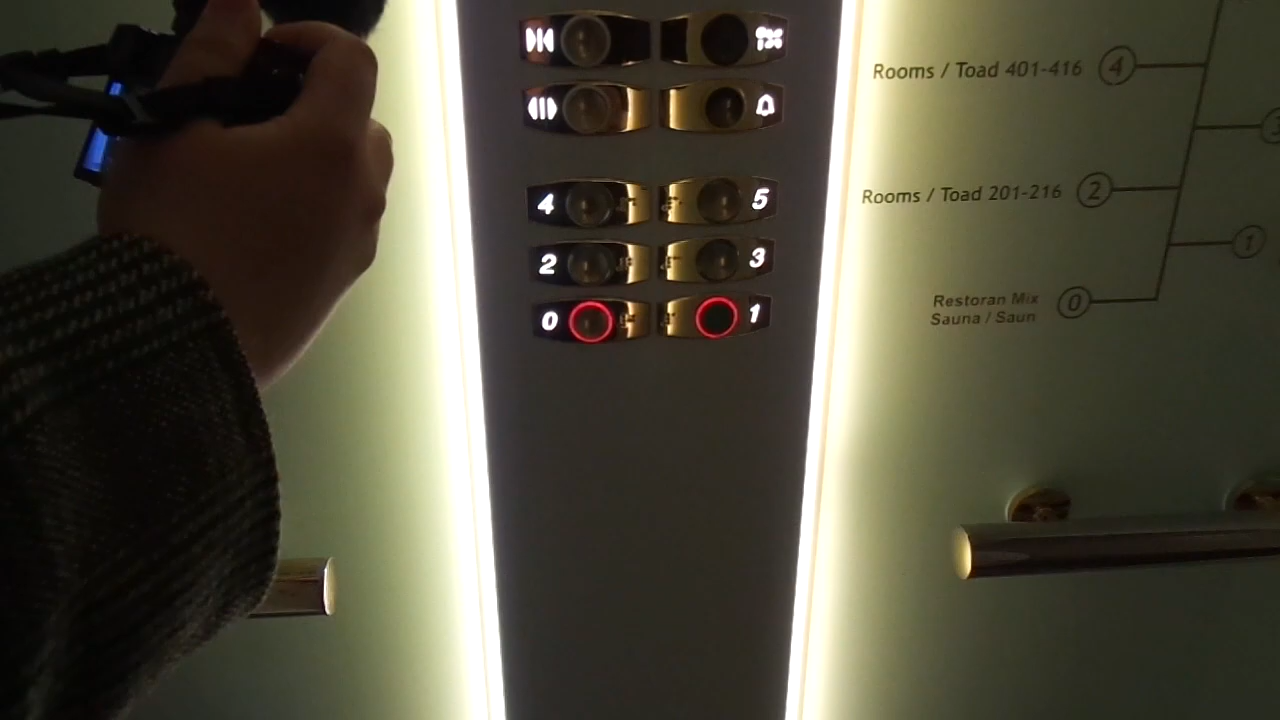 4 5
2 3
0 1
Rooms / Toad 401-416 4
Rooms / Toad 201-216 2
1
Restoran Mix
Sauna / Saun 0